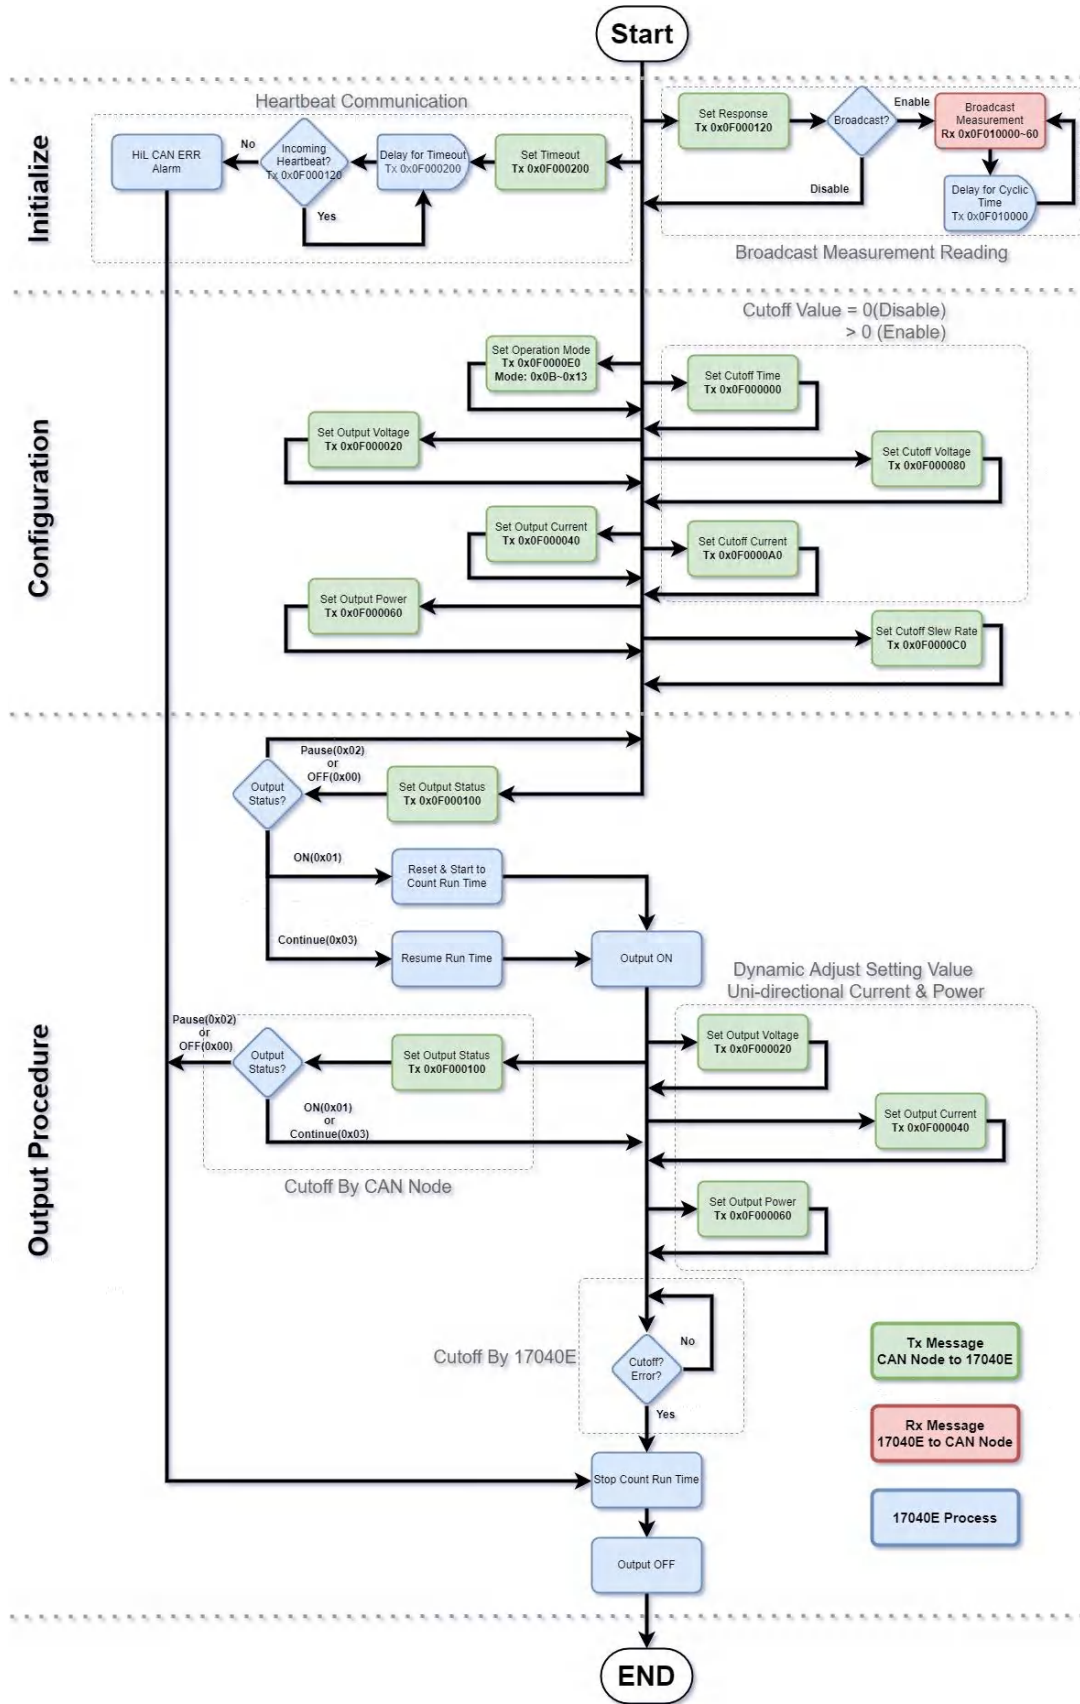 Start
Initialize
Heartbeat Communication
HiL CAN ERR
Alarm
No
Incoming
Heartbeat?
Tx 0x0F000120
Yes
Delay for Timeout
Tx 0x0F000200
Set Timeout
Tx 0x0F000200
Set Response
Tx 0x0F000120
Broadcast?
Enable
Disable
Broadcast
Measurement
Rx 0x0F010000~60
Delay for Cyclic
Time
Tx 0x0F010000
Broadcast Measurement Reading
Configuration
Cutoff Value = 0(Disable)
> 0 (Enable)
Set Operation Mode
Tx 0x0F0000E0
Mode: 0x0B~0x13
Set Cutoff Time
Tx 0x0F000000
Set Output Voltage
Tx 0x0F000020
Set Cutoff Voltage
Tx 0x0F000080
Set Output Current
Tx 0x0F000040
Set Cutoff Current
Tx 0x0F0000A0
Set Output Power
Tx 0x0F000060
Set Cutoff Slew Rate
Tx 0x0F0000C0
Output Procedure
Pause(0x02)
or
OFF(0x00)
Output
Status?
Set Output Status
Tx 0x0F000100
ON(0x01)
Reset & Start to
Count Run Time
Continue(0x03)
Resume Run Time
Output ON
Dynamic Adjust Setting Value
Uni-directional Current & Power
Pause(0x02)
or
OFF(0x00)
Output
Status?
Set Output Status
Tx 0x0F000100
ON(0x01)
or
Continue(0x03)
Cutoff By CAN Node
Set Output Voltage
Tx 0x0F000020
Set Output Current
Tx 0x0F000040
Set Output Power
Tx 0x0F000060
Cutoff By 17040E
Cutoff?
Error?
No
Yes
Tx Message
CAN Node to 17040E
Rx Message
17040E to CAN Node
17040E Process
Stop Count Run Time
Output OFF
END